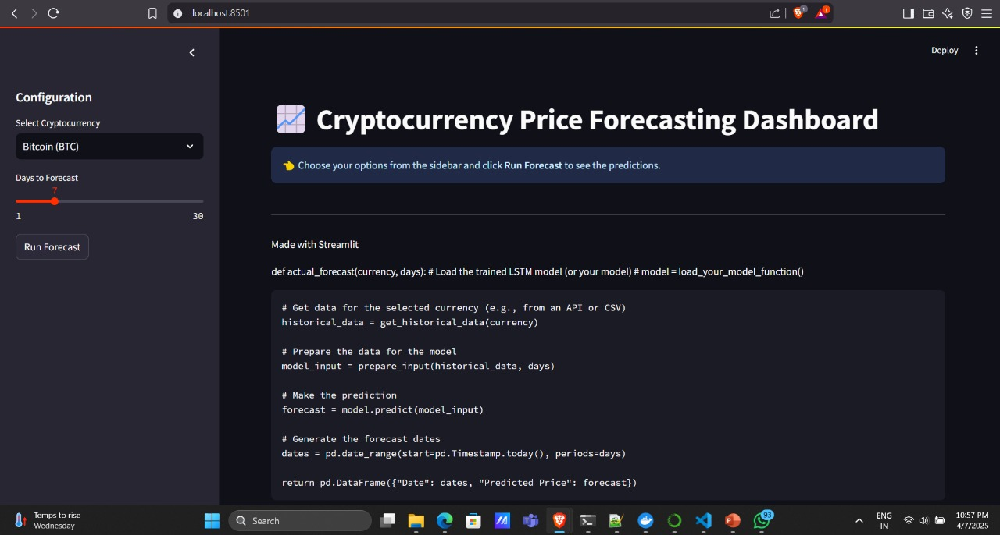 localhost:8501
1
1
Deploy
Configuration
Select Cryptocurrency
Bitcoin (BTC)
Days to Forecast
7
1 30
Run Forecast
Cryptocurrency Price Forecasting Dashboard
Choose your options from the sidebar and click Run Forecast to see the predictions.
Made with Streamlit
def actual_forecast(currency, days): # Load the trained LSTM model (or your model) # model = load_your_model_function()
# Get data for the selected currency (e.g., from an API or CSV)
historical_data = get_historical_data(currency)
# Prepare the data for the model
model_input = prepare_input(historical_data, days)
# Make the prediction
forecast = model.predict(model_input)
# Generate the forecast dates
dates = pd.date_range(start=pd.Timestamp.today(), periods=days)
return pd.DataFrame({"Date": dates, "Predicted Price": forecast})
Temps to rise
Wednesday
Search
93
ENG
IN
10:57 PM
4/7/2025